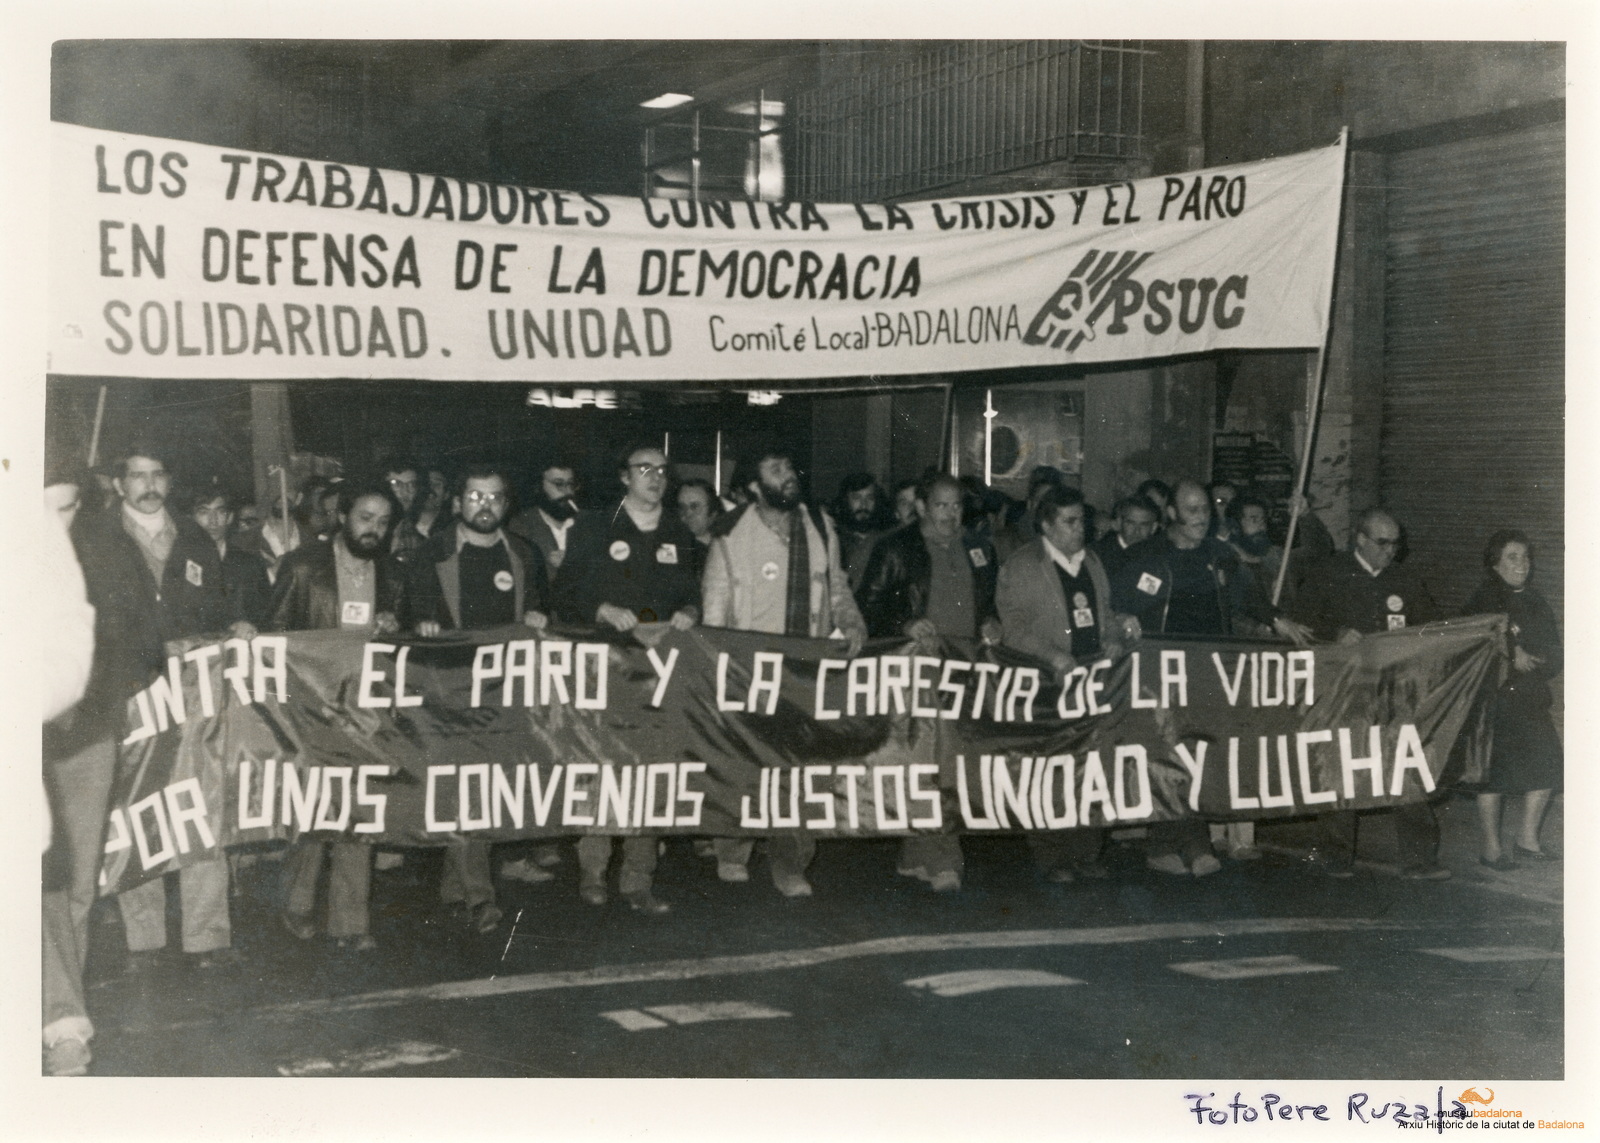 LOS TRABAJADORES CONTRA LA CRISIS Y EL PARO
EN DEFENSA DE LA DEMOCRACIA
SOLIDARIDAD. UNIDAD Comité Local-BADALONA PSUC
ONTRA EL PARO Y LA CARESTIA DE LA VIDA
POR UNOS CONVENIOS JUSTOS UNIDAD Y LUCHA
Foto Pere Ruzala
museubadalona
Arxiu Històric de la ciutat de Badalona